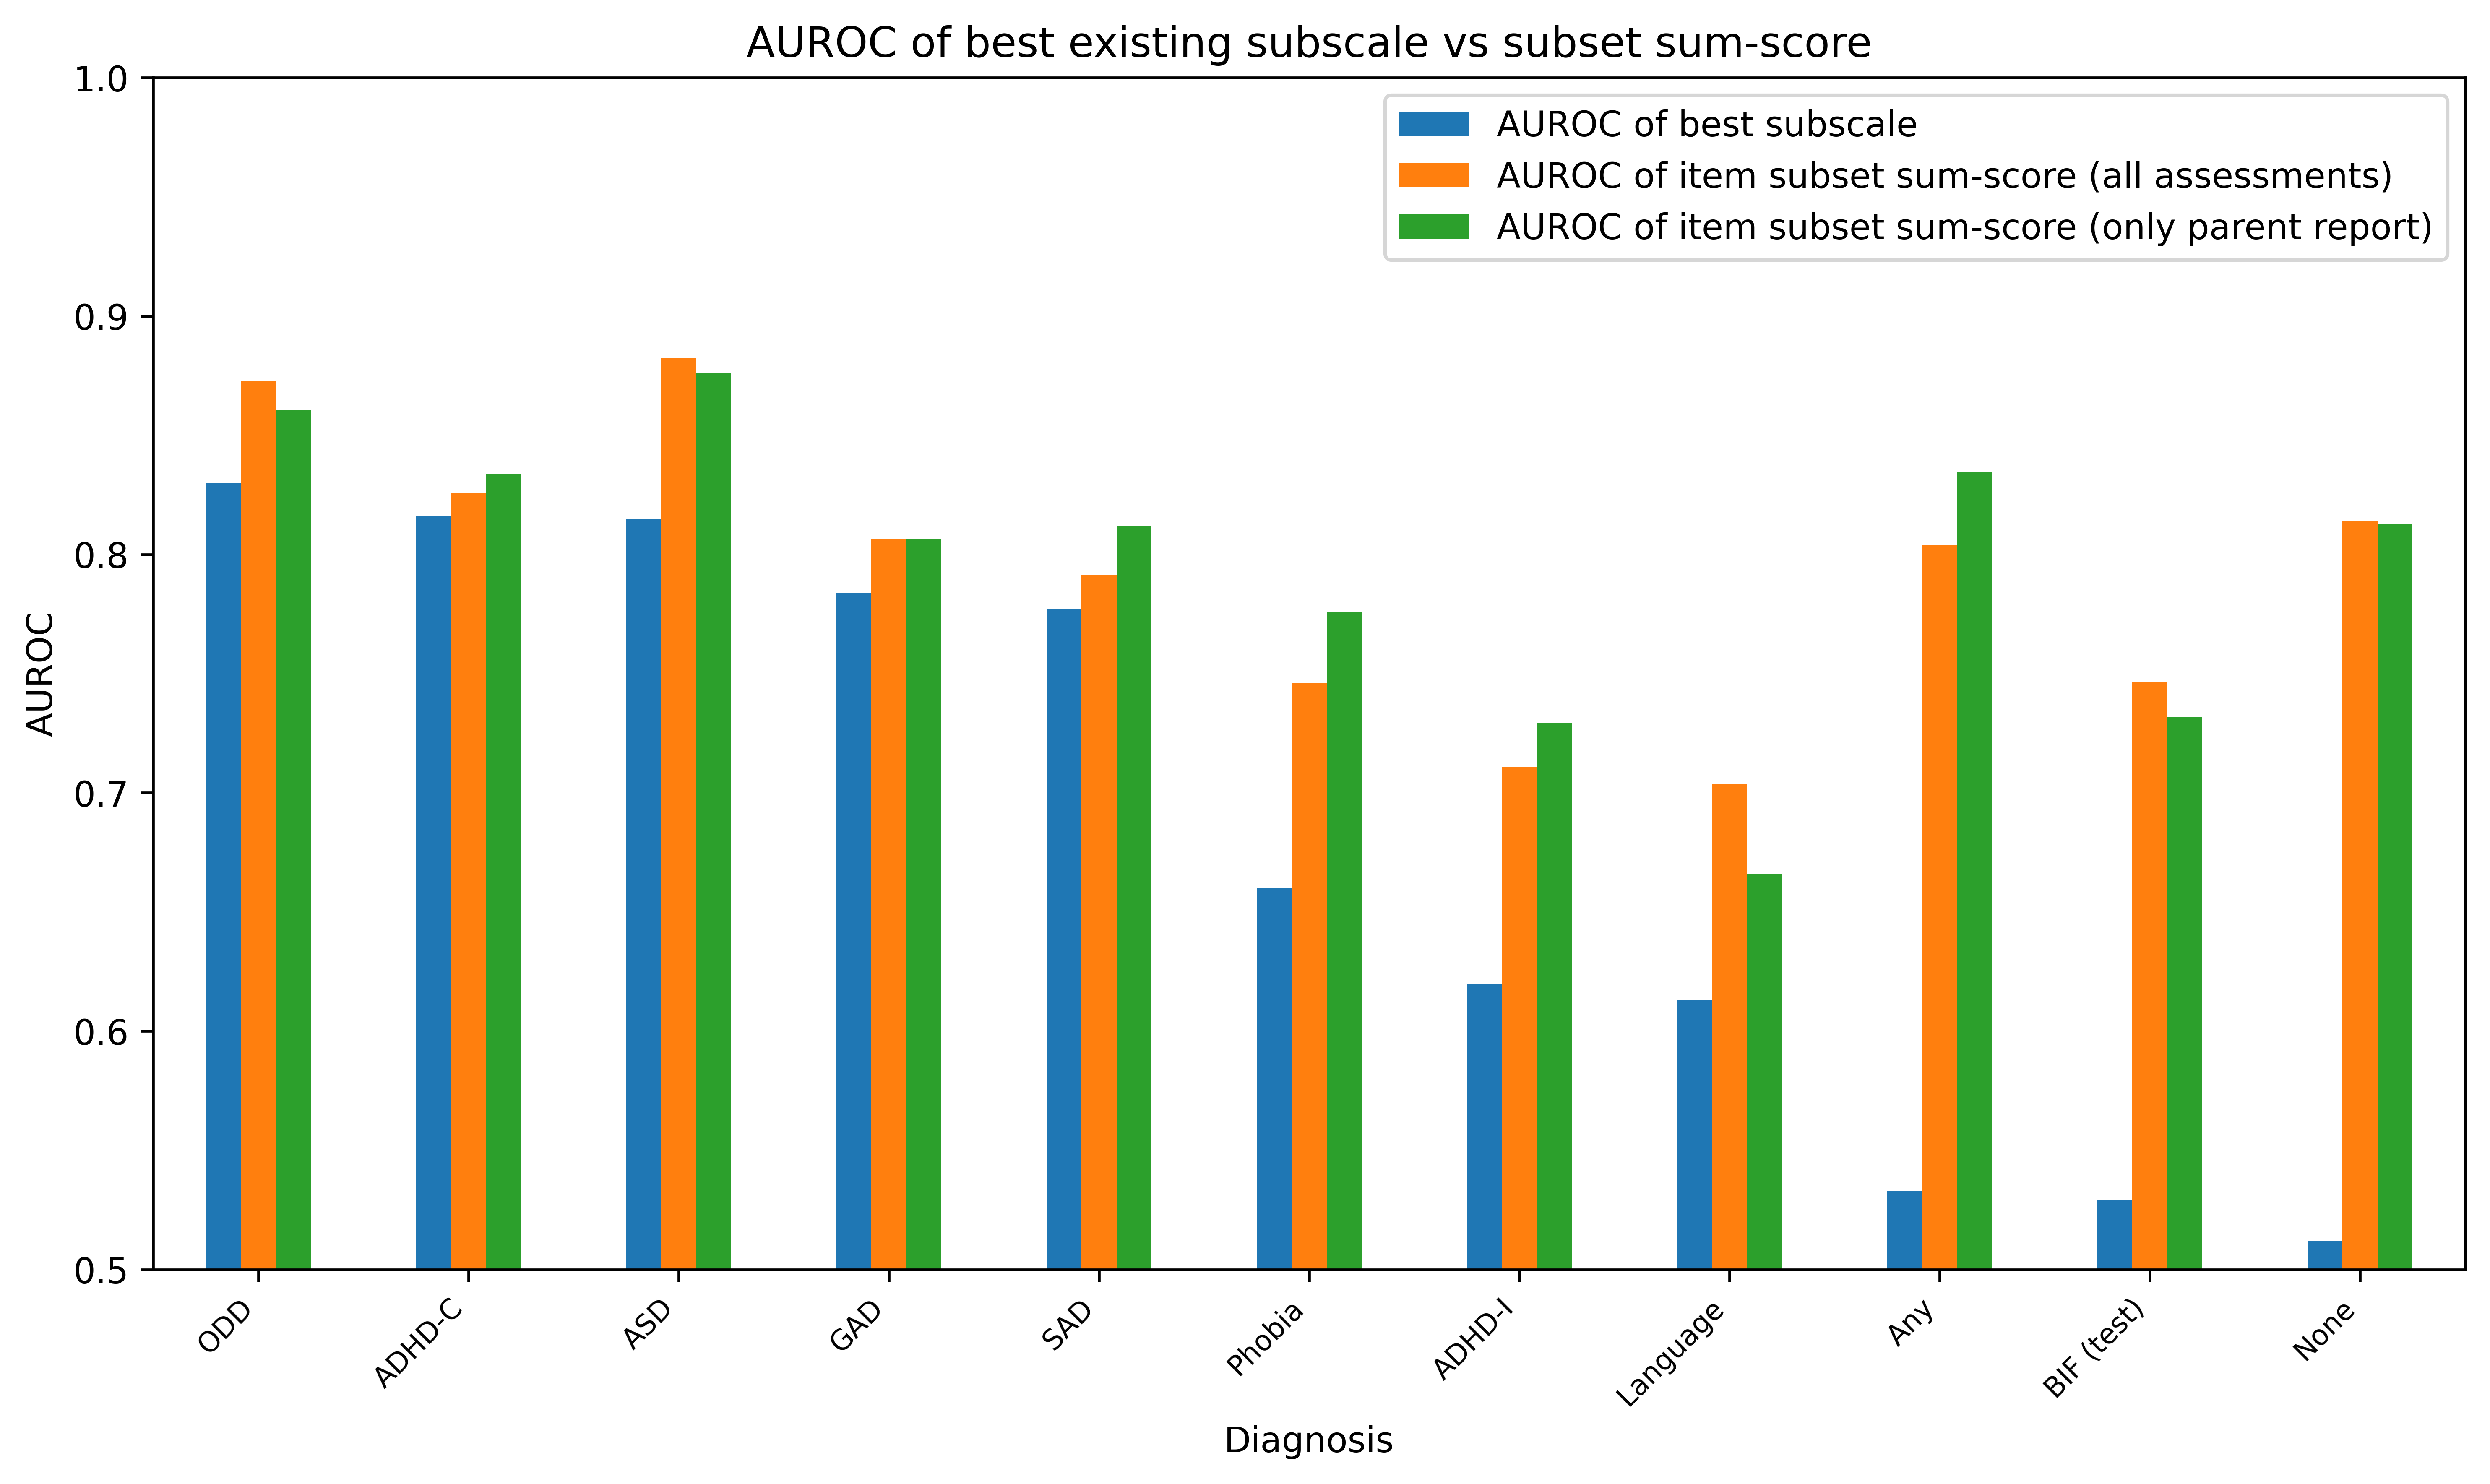 AUROC of best existing subscale vs subset sum-score
AUROC of best subscale
AUROC of item subset sum-score (all assessments)
AUROC of item subset sum-score (only parent report)
1.0
0.9
0.8
0.7
0.6
0.5
AUROC
ODD
ADHD-C
ASD
GAD
SAD
Phobia
ADHD-I
Language
Any
BIF (test)
None
Diagnosis